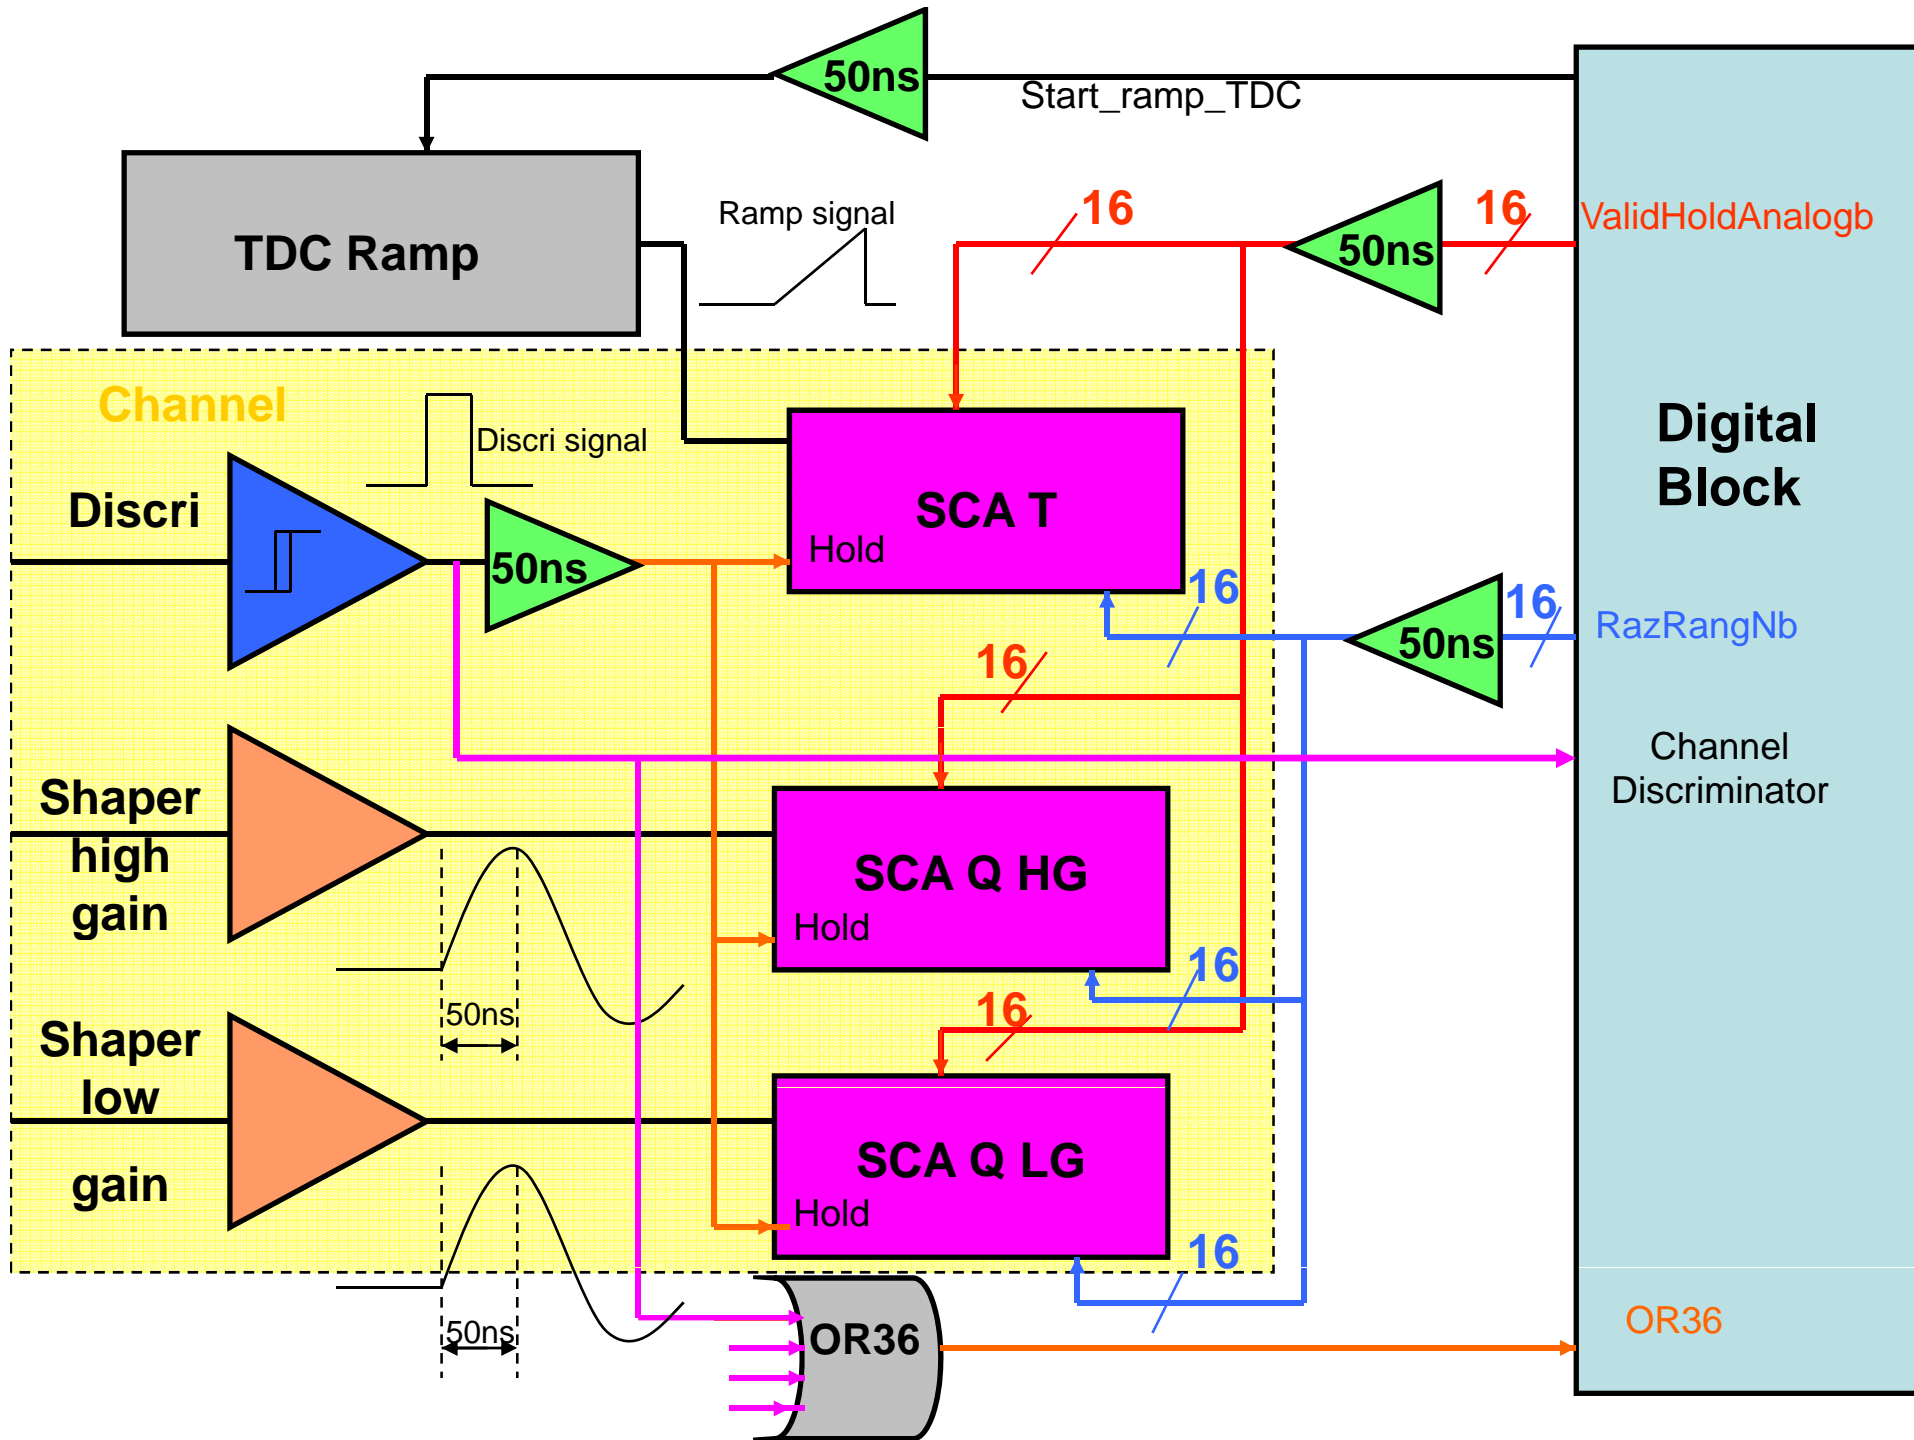 50ns
Start_ramp_TDC
16
16
ValidHoldAnalogb
Ramp signal
TDC Ramp
50ns
Channel
Discri signal
Digital
Block
Discri
SCA T
50ns
Hold
16
16
RazRangNb
50ns
16
Channel
Discriminator
Shaper
high
gain
SCA Q HG
Hold
16
50ns
16
Shaper
low
gain
SCA Q LG
Hold
16
50ns
OR36
OR36